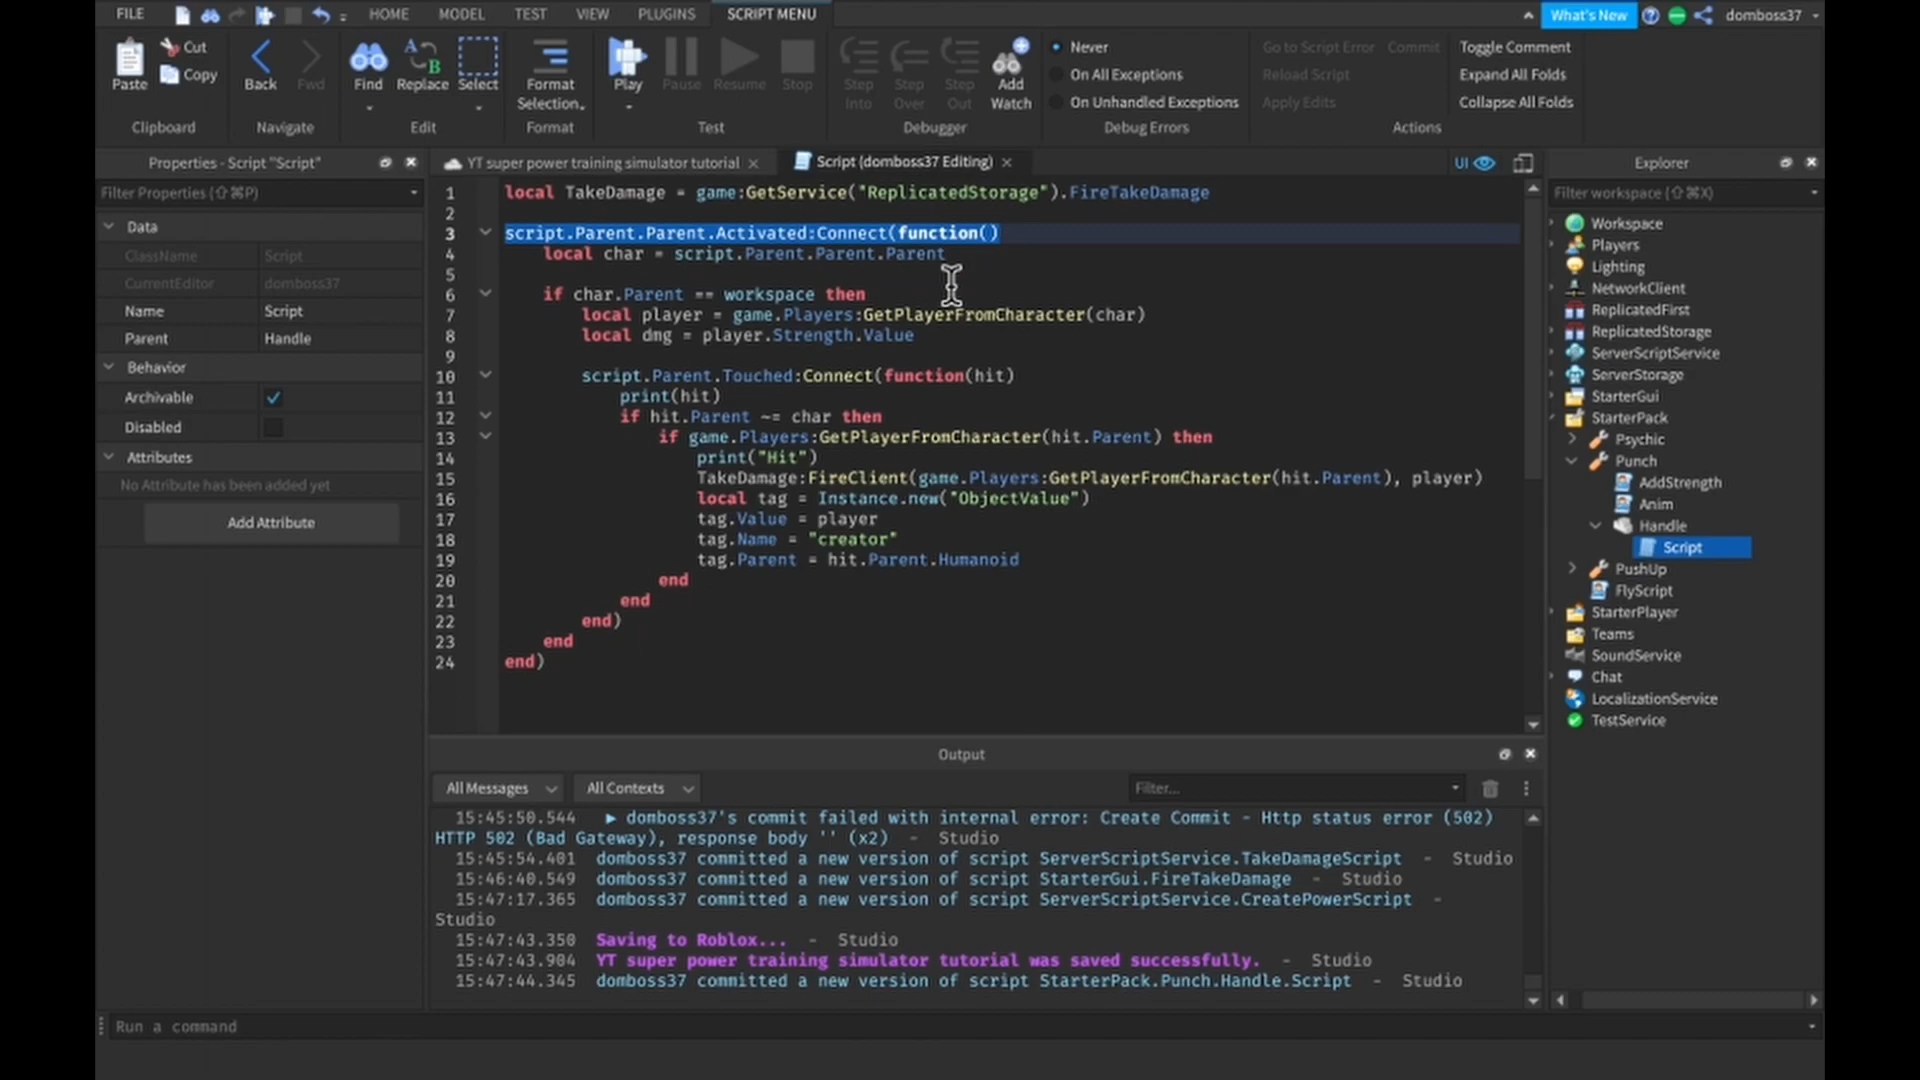 FILE HOME MODEL TEST VIEW PLUGINS SCRIPT MENU What's New domboss37
Paste Cut Copy Back Fwd Find Replace Select Format Selection Play Pause Resume Stop Step Into Step Over Step Out Add Watch
Never
On All Exceptions
On Unhandled Exceptions
Go to Script Error Commit
Reload Script
Apply Edits
Toggle Comment
Expand All Folds
Collapse All Folds
Clipboard Navigate Edit Format Test Debugger Debug Errors Actions
Properties - Script "Script"
Filter Properties (⇧⌘P)
Data
ClassName Script
CurrentEditor domboss37
Name Script
Parent Handle
Behavior
Archivable
Disabled
Attributes
No Attribute has been added yet
Add Attribute
YT super power training simulator tutorial × Script (domboss37 Editing) × UI
1 local TakeDamage = game:GetService("ReplicatedStorage").FireTakeDamage
2
3 script.Parent.Parent.Activated:Connect(function()
4 local char = script.Parent.Parent.Parent
5
6 if char.Parent == workspace then
7 local player = game.Players:GetPlayerFromCharacter(char)
8 local dmg = player.Strength.Value
9
10 script.Parent.Touched:Connect(function(hit)
11 print(hit)
12 if hit.Parent ~= char then
13 if game.Players:GetPlayerFromCharacter(hit.Parent) then
14 print("Hit")
15 TakeDamage:FireClient(game.Players:GetPlayerFromCharacter(hit.Parent), player)
16 local tag = Instance.new("ObjectValue")
17 tag.Value = player
18 tag.Name = "creator"
19 tag.Parent = hit.Parent.Humanoid
20 end
21 end
22 end)
23 end
24 end)
Explorer
Filter workspace (⇧⌘X)
Workspace
Players
Lighting
NetworkClient
ReplicatedFirst
ReplicatedStorage
ServerScriptService
ServerStorage
StarterGui
StarterPack
Psychic
Punch
AddStrength
Anim
Handle
Script
PushUp
FlyScript
StarterPlayer
Teams
SoundService
Chat
LocalizationService
TestService
Output
All Messages All Contexts Filter...
15:45:50.544 ▶ domboss37's commit failed with internal error: Create Commit - Http status error (502)
HTTP 502 (Bad Gateway), response body '' (x2) - Studio
15:45:54.401 domboss37 committed a new version of script ServerScriptService.TakeDamageScript - Studio
15:46:40.549 domboss37 committed a new version of script StarterGui.FireTakeDamage - Studio
15:47:17.365 domboss37 committed a new version of script ServerScriptService.CreatePowerScript -
Studio
15:47:43.350 Saving to Roblox... - Studio
15:47:43.904 YT super power training simulator tutorial was saved successfully. - Studio
15:47:44.345 domboss37 committed a new version of script StarterPack.Punch.Handle.Script - Studio
Run a command